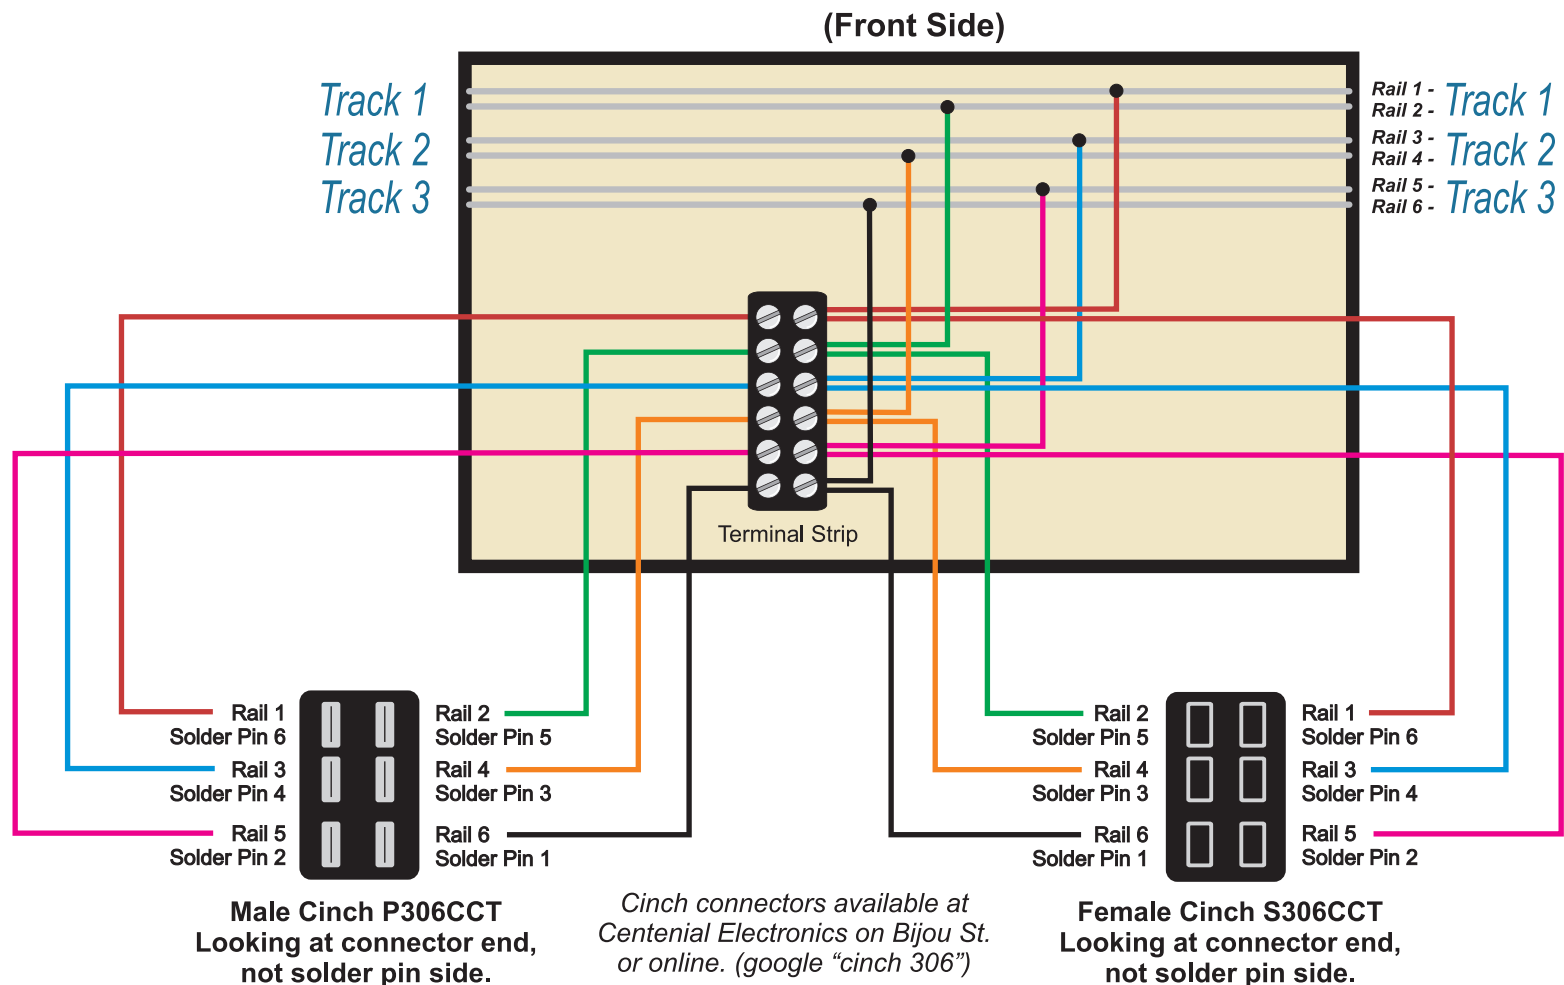 (Front Side)
Track 1
Track 2
Track 3
Rail 1 -
Rail 2 -
Track 1
Rail 3 -
Rail 4 -
Track 2
Rail 5 -
Rail 6 -
Track 3
Terminal Strip
Rail 1
Solder Pin 6
Rail 3
Solder Pin 4
Rail 5
Solder Pin 2
Rail 2
Solder Pin 5
Rail 4
Solder Pin 3
Rail 6
Solder Pin 1
Male Cinch P306CCT
Looking at connector end,
not solder pin side.
Cinch connectors available at
Centenial Electronics on Bijou St.
or online. (google “cinch 306”)
Rail 2
Solder Pin 5
Rail 4
Solder Pin 3
Rail 6
Solder Pin 1
Rail 1
Solder Pin 6
Rail 3
Solder Pin 4
Rail 5
Solder Pin 2
Female Cinch S306CCT
Looking at connector end,
not solder pin side.